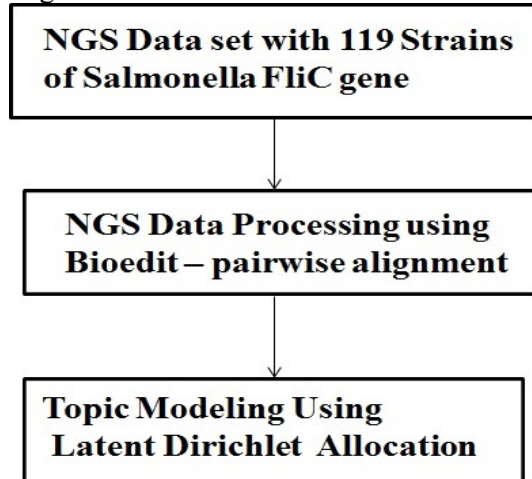 NGS Data set with 119 Strains
of Salmonella FliC gene
NGS Data Processing using
Bioedit – pairwise alignment
Topic Modeling Using
Latent Dirichlet Allocation